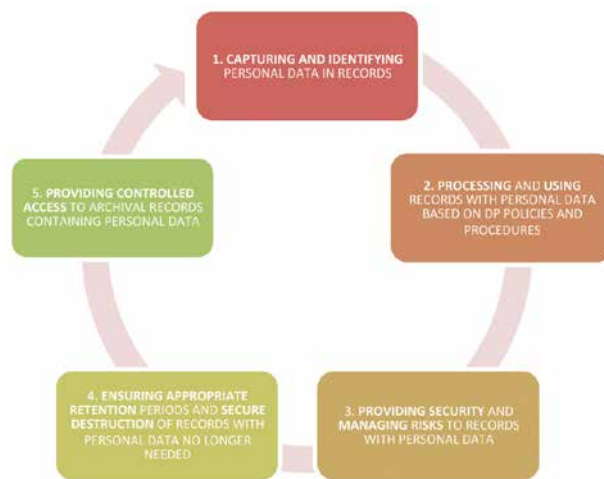 1. CAPTURING AND IDENTIFYING
PERSONAL DATA IN RECORDS
2. PROCESSING AND USING
RECORDS WITH PERSONAL DATA
BASED ON DP POLICIES AND
PROCEDURES
3. PROVIDING SECURITY AND
MANAGING RISKS TO RECORDS
WITH PERSONAL DATA
4. ENSURING APPROPRIATE
RETENTION PERIODS AND SECURE
DESTRUCTION OF RECORDS WITH
PERSONAL DATA NO LONGER
NEEDED
5. PROVIDING CONTROLLED
ACCESS TO ARCHIVAL RECORDS
CONTAINING PERSONAL DATA